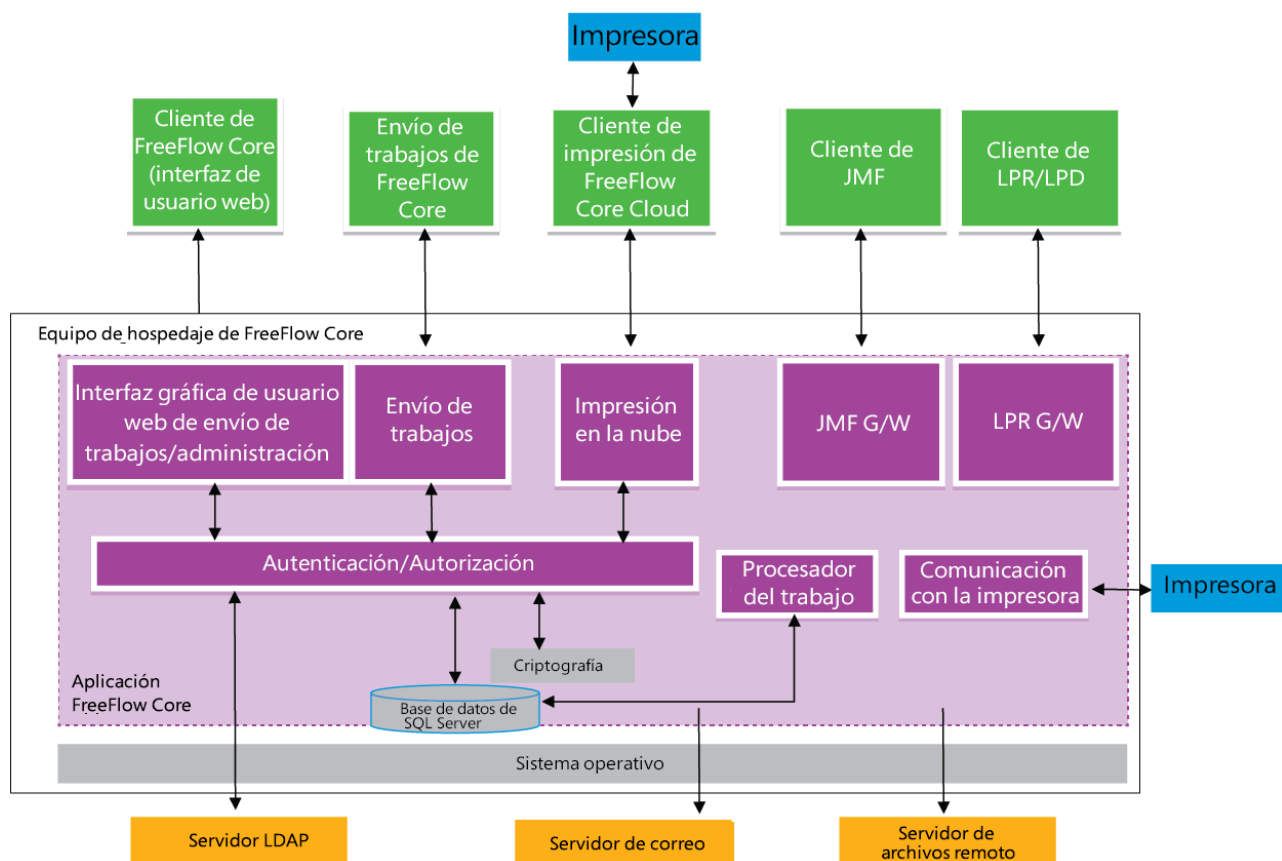 Impresora
Cliente de
FreeFlow Core
(interfaz de
usuario web)
Envío de
trabajos de
FreeFlow
Core
Cliente de
impresión de
FreeFlow
Core Cloud
Cliente de
JMF
Cliente de
LPR/LPD
Equipo de hospedaje de FreeFlow Core
Interfaz gráfica de usuario
web de envío de
trabajos/administración
Envío de
trabajos
Impresión
en la nube
JMF G/W
LPR G/W
Autenticación/Autorización
Procesador
del trabajo
Comunicación
con la impresora
Impresora
Criptografía
Aplicación
FreeFlow Core
Base de datos de
SQL Server
Sistema operativo
Servidor LDAP
Servidor de correo
Servidor de
archivos remoto